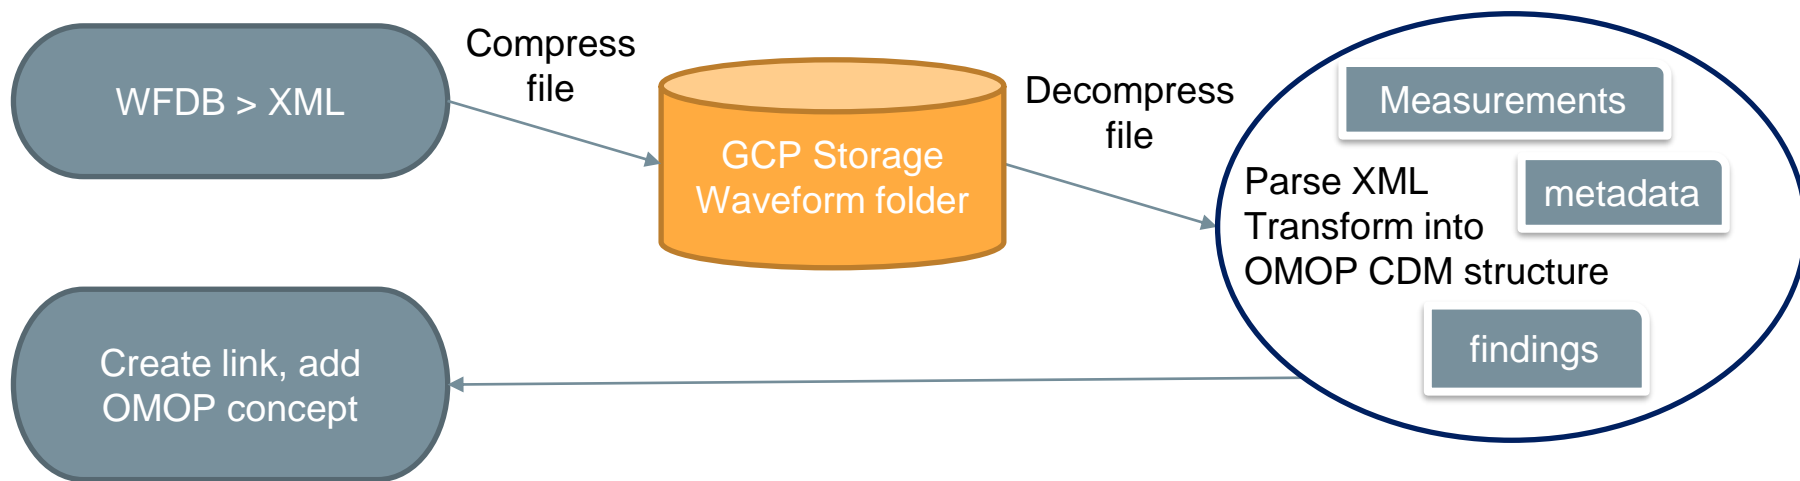 WFDB > XML
Compress
file
GCP Storage
Waveform folder
Decompress
file
Measurements
metadata
Parse XML
Transform into
OMOP CDM structure
findings
Create link, add
OMOP concept